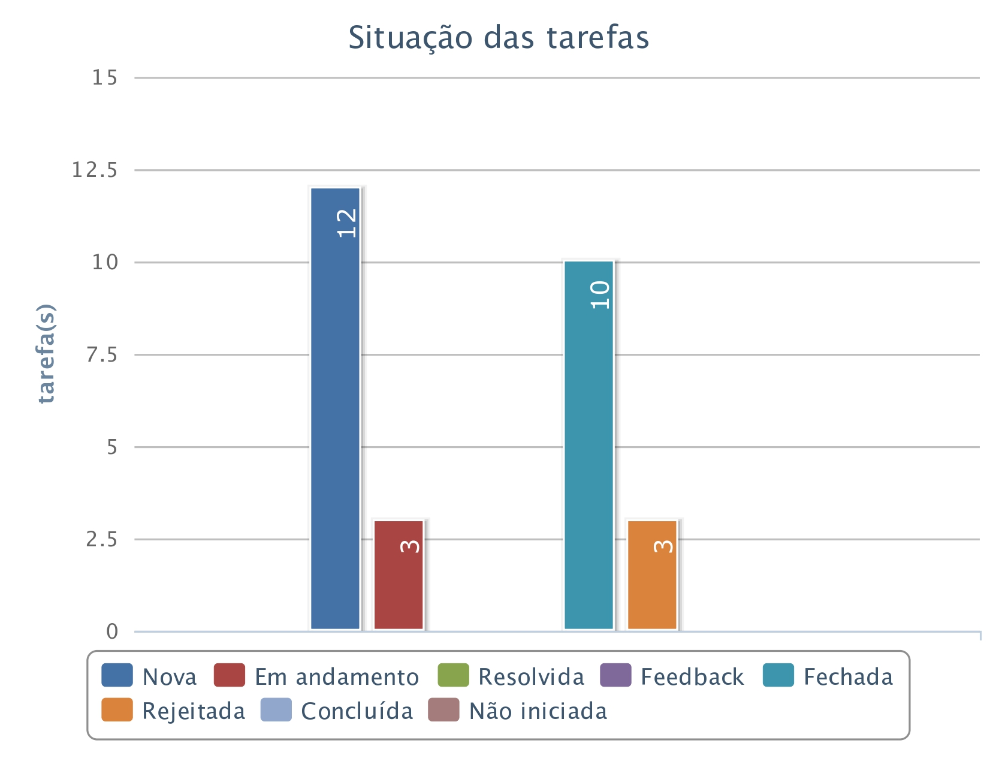 Situação das tarefas
15
12.5
10
7.5
5
2.5
0
tarefa(s)
12
3
10
3
Nova Em andamento Resolvida Feedback Fechada
Rejeitada Concluída Não iniciada